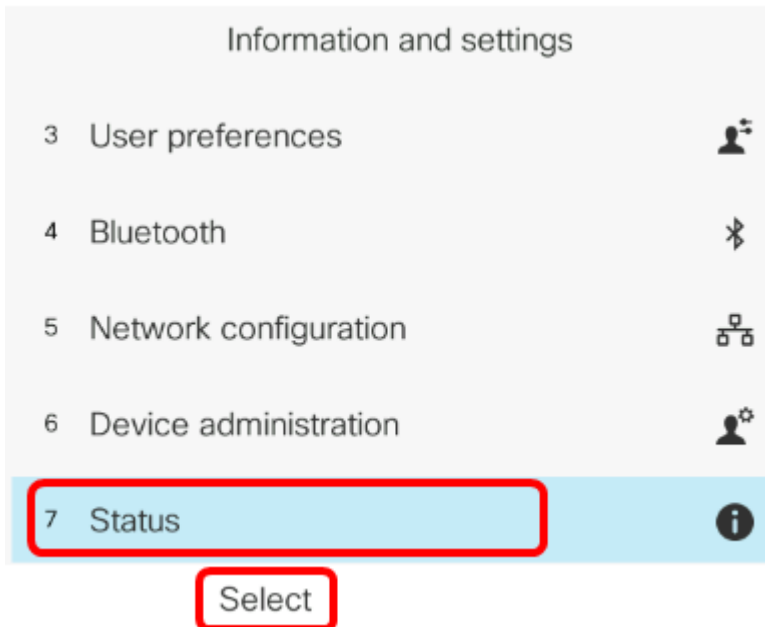 Information and settings
3 User preferences
4 Bluetooth
5 Network configuration
6 Device administration
7 Status
Select